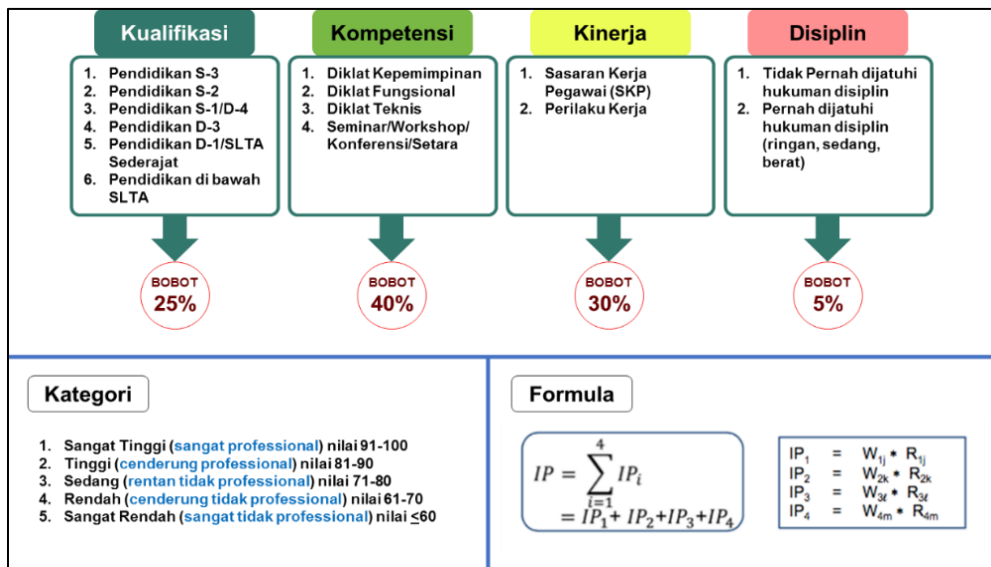 Kualifikasi
1. Pendidikan S-3
2. Pendidikan S-2
3. Pendidikan S-1/D-4
4. Pendidikan D-3
5. Pendidikan D-1/SLTA
Sederajat
6. Pendidikan di bawah
SLTA
BOBOT
25%
Kompetensi
1. Diklat Kepemimpinan
2. Diklat Fungsional
3. Diklat Teknis
4. Seminar/Workshop/
Konferensi/Setara
BOBOT
40%
Kinerja
1. Sasaran Kerja
Pegawai (SKP)
2. Perilaku Kerja
BOBOT
30%
Disiplin
1. Tidak Pernah dijatuhi
hukuman disiplin
2. Pernah dijatuhi
hukuman disiplin
(ringan, sedang,
berat)
BOBOT
5%
Kategori
1. Sangat Tinggi (sangat professional) nilai 91-100
2. Tinggi (cenderung professional) nilai 81-90
3. Sedang (rentan tidak professional) nilai 71-80
4. Rendah (cenderung tidak professional) nilai 61-70
5. Sangat Rendah (sangat tidak professional) nilai ≤60
Formula
4
IP = ∑ IPᵢ
i=1
= IP₁+ IP₂+IP₃+IP₄
IP₁ = W₁ⱼ * R₁ⱼ
IP₂ = W₂ₖ * R₂ₖ
IP₃ = W₃ℓ * R₃ℓ
IP₄ = W₄ₘ * R₄ₘ